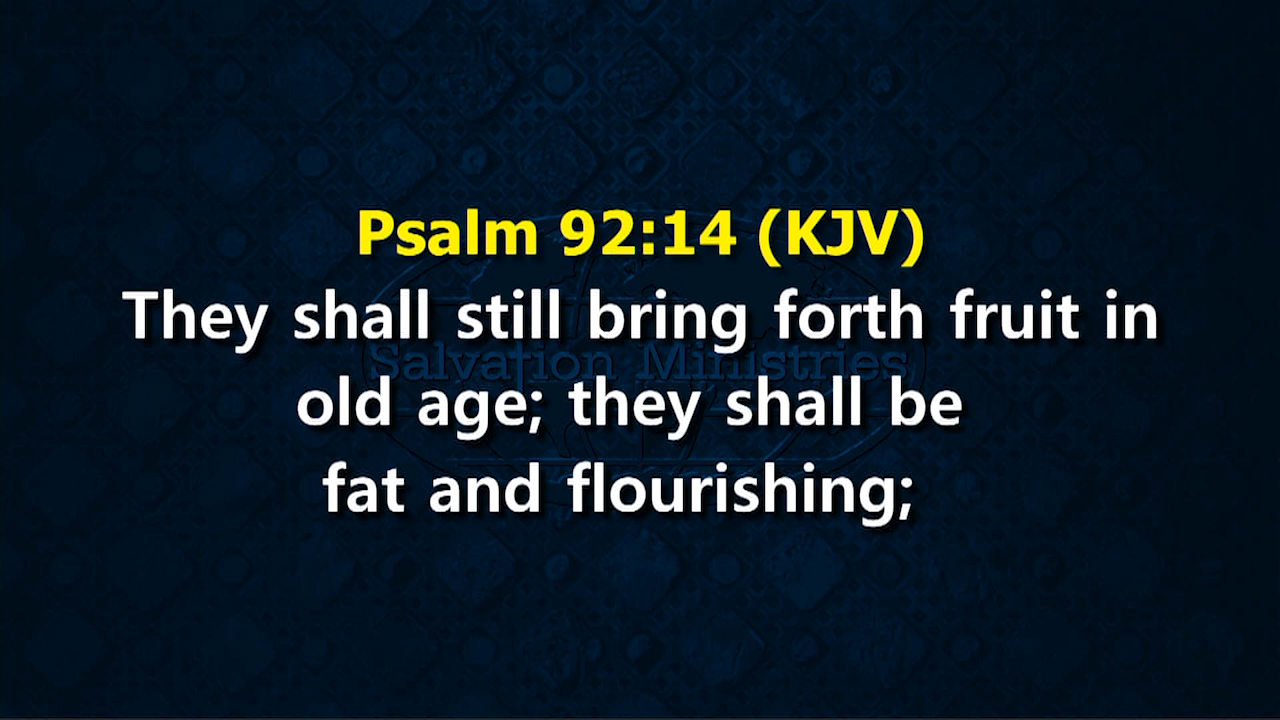 Psalm 92:14 (KJV)
They shall still bring forth fruit in
Salvation Ministries
old age; they shall be
fat and flourishing;